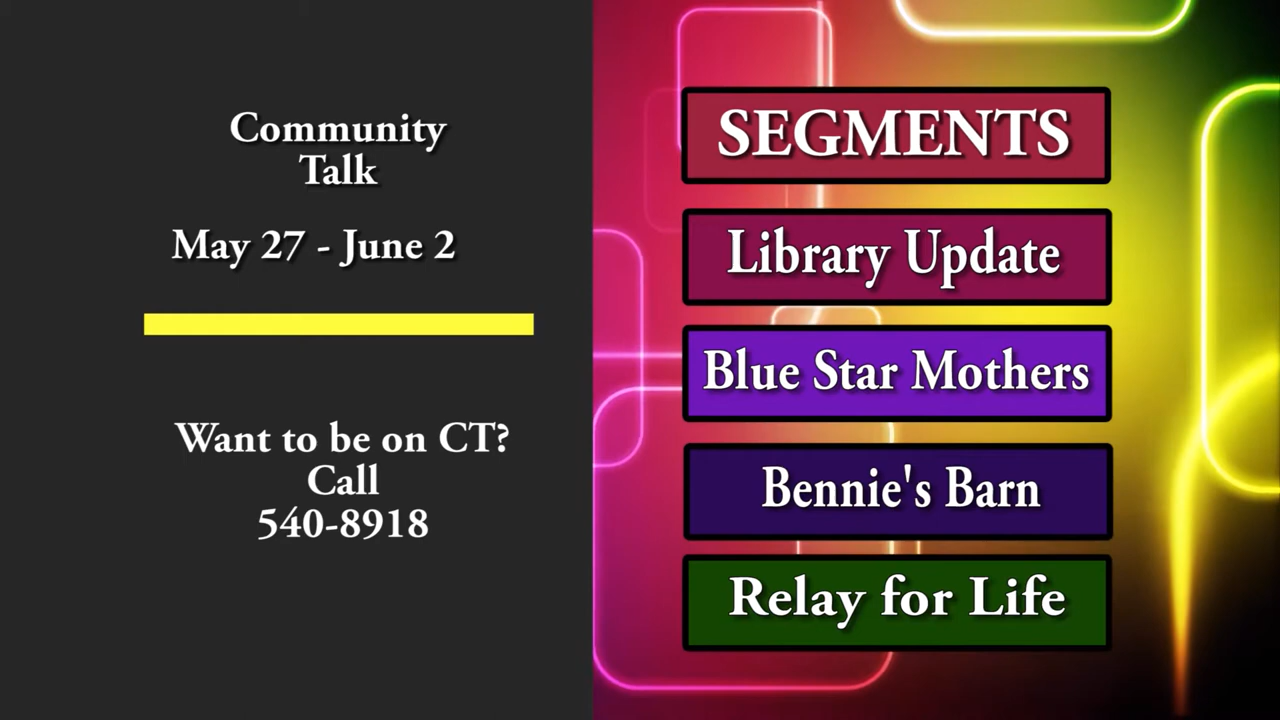 Community
Talk
May 27 - June 2
Want to be on CT?
Call
540-8918
SEGMENTS
Library Update
Blue Star Mothers
Bennie's Barn
Relay for Life